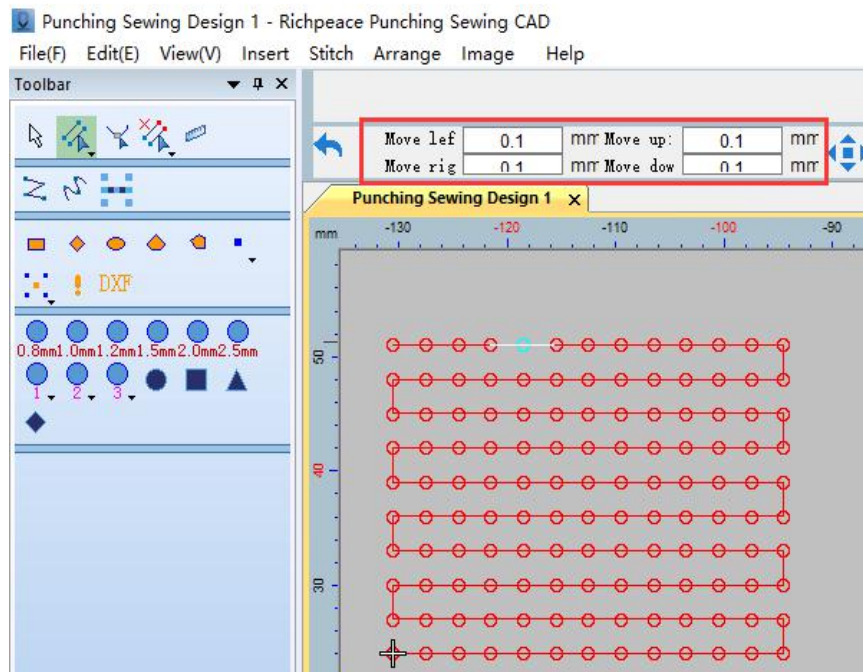 Punching Sewing Design 1 - Richpeace Punching Sewing CAD
File(F) Edit(E) View(V) Insert Stitch Arrange Image Help
Toolbar
Move lef 0.1 mm Move up: 0.1 mm
Move rig 0.1 mm Move dow 0.1 mm
Punching Sewing Design 1
mm -130 -120 -110 -100 -90
DXF
0.8mm 1.0mm 1.2mm 1.5mm 2.0mm 2.5mm
1 2 3
50
40
30